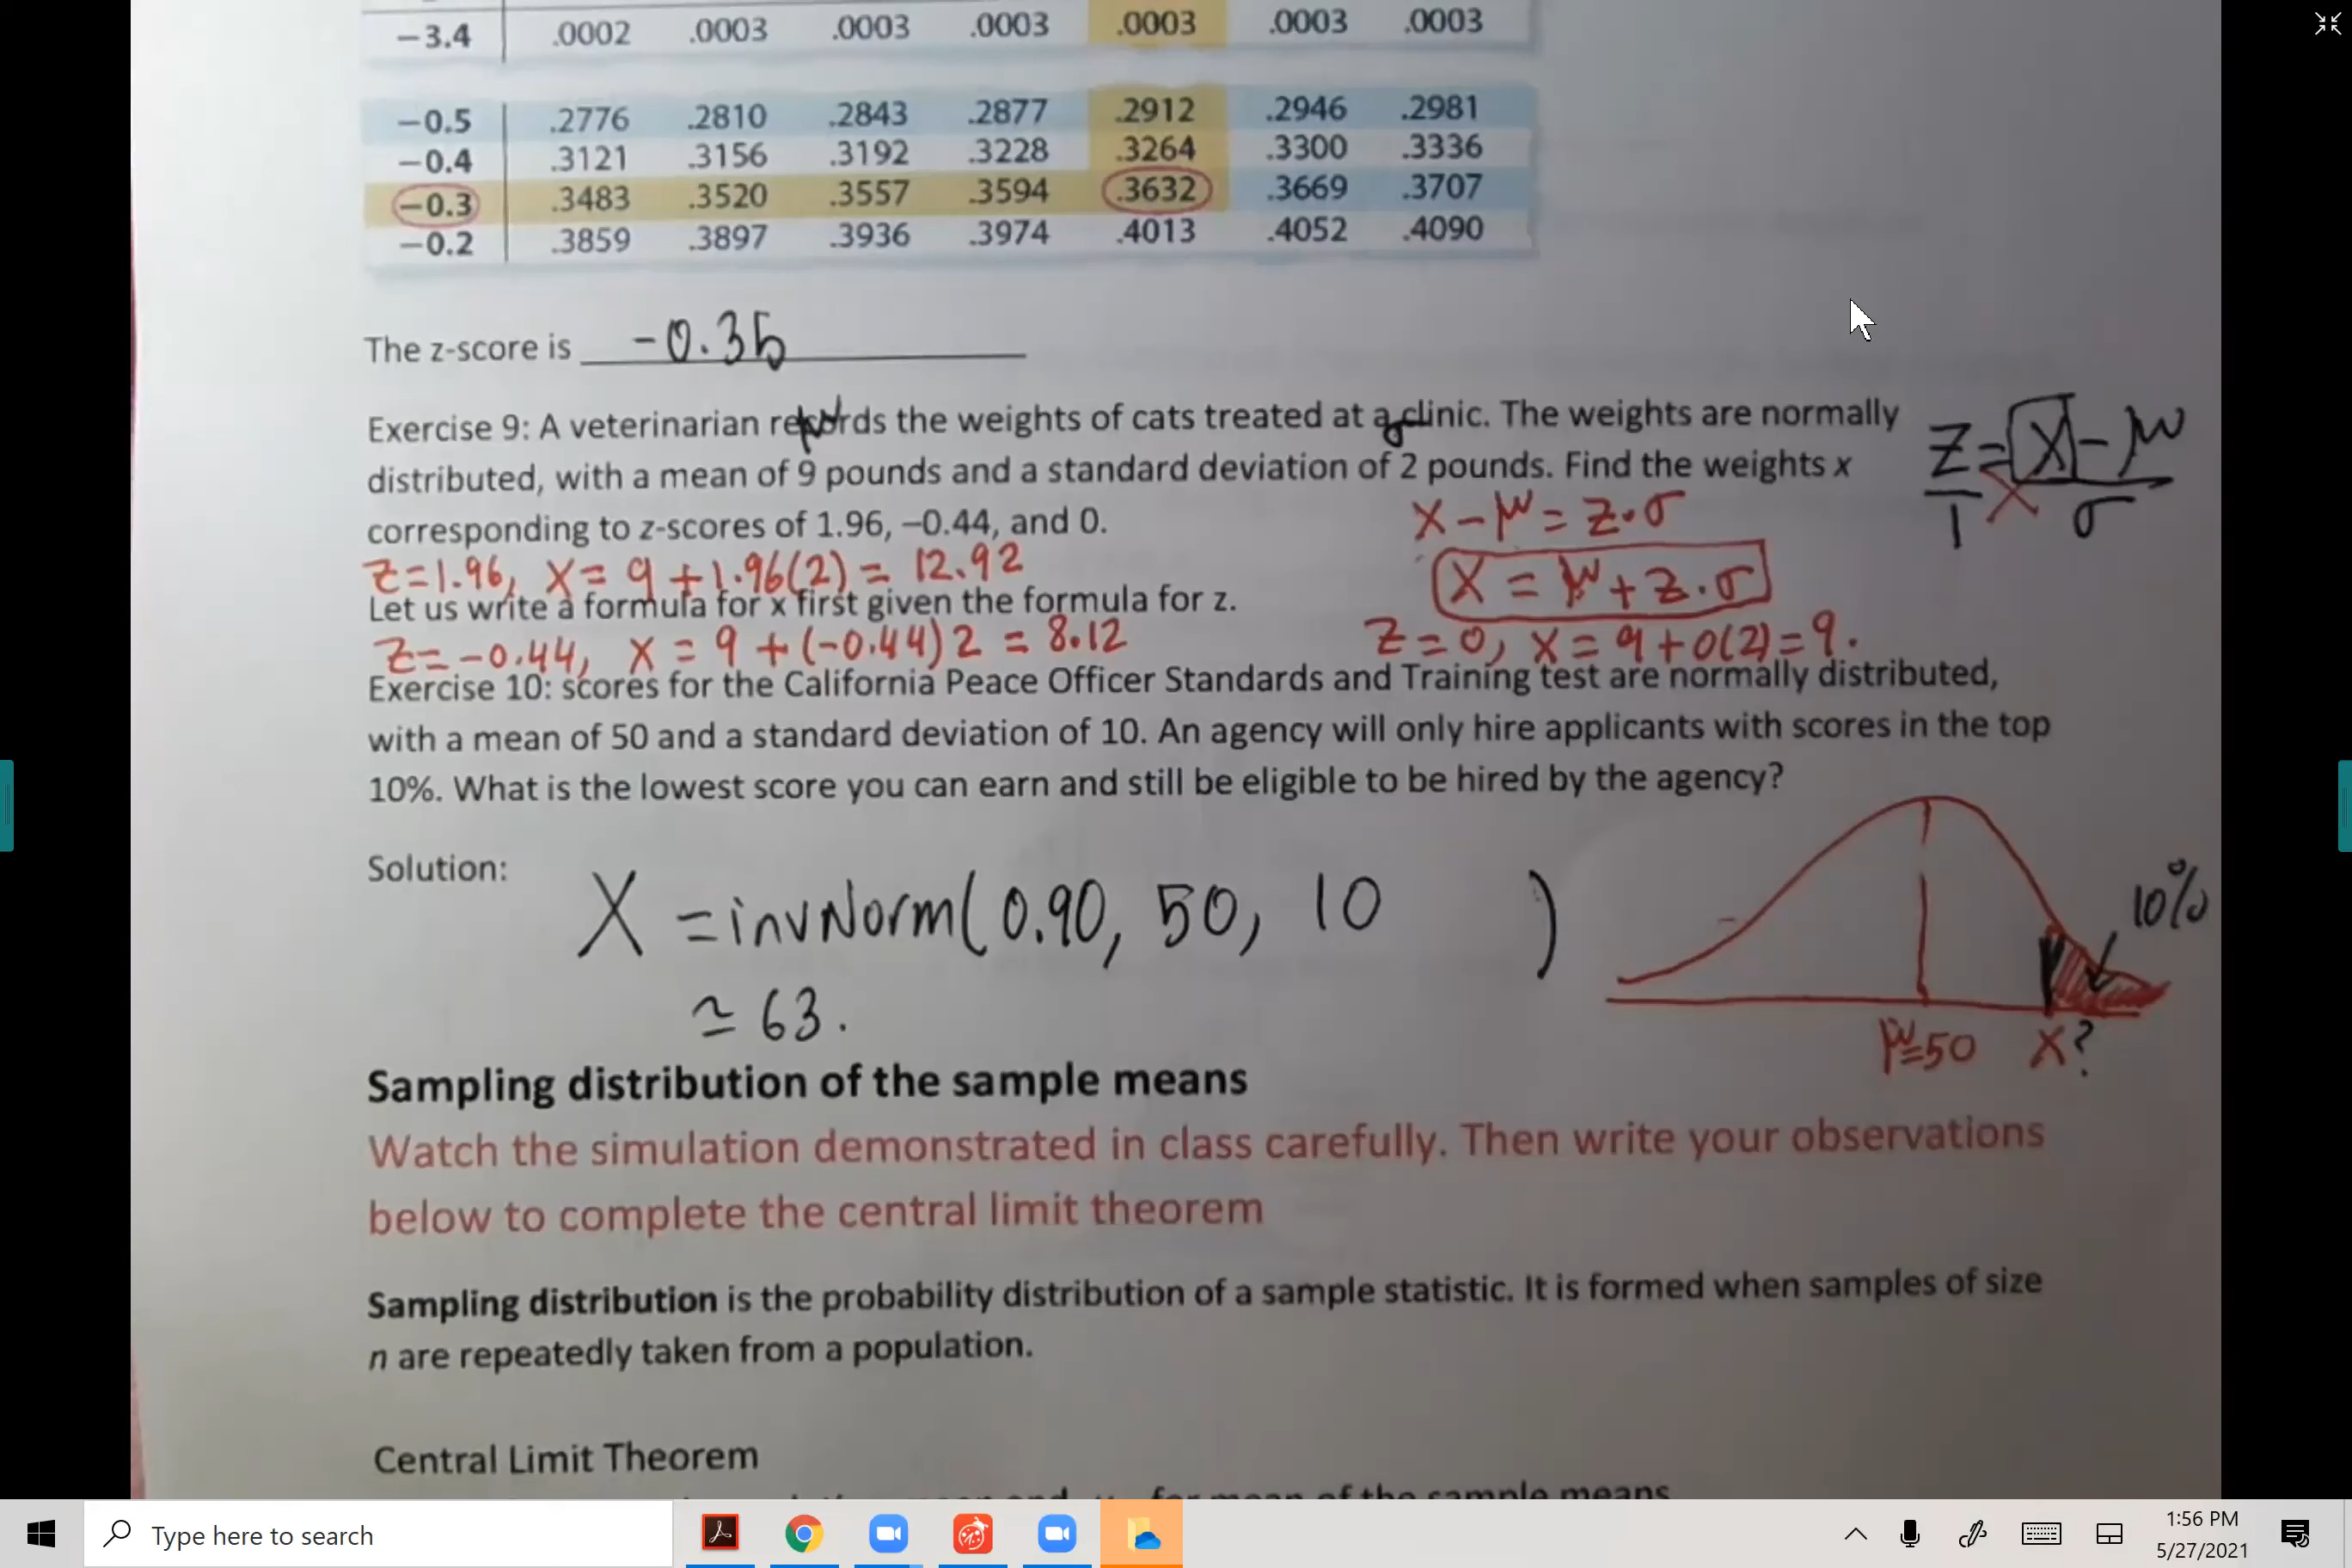 −3.4 .0002 .0003 .0003 .0003 .0003 .0003 .0003
−0.5 .2776 .2810 .2843 .2877 .2912 .2946 .2981
−0.4 .3121 .3156 .3192 .3228 .3264 .3300 .3336
−0.3 .3483 .3520 .3557 .3594 .3632 .3669 .3707
−0.2 .3859 .3897 .3936 .3974 .4013 .4052 .4090
The z-score is -0.35
Exercise 9: A veterinarian records the weights of cats treated at a clinic. The weights are normally
distributed, with a mean of 9 pounds and a standard deviation of 2 pounds. Find the weights x
corresponding to z-scores of 1.96, −0.44, and 0.
μ
σ
z/1 = (x - μ)/σ
x - μ = z·σ
z=1.96, x = 9 + 1.96(2) = 12.92
x = μ + z·σ
Let us write a formula for x first given the formula for z.
z=-0.44, x = 9 + (-0.44)2 = 8.12
z=0, x = 9+0(2)=9.
Exercise 10: scores for the California Peace Officer Standards and Training test are normally distributed,
with a mean of 50 and a standard deviation of 10. An agency will only hire applicants with scores in the top
10%. What is the lowest score you can earn and still be eligible to be hired by the agency?
Solution: X = invNorm(0.90, 50, 10 )
≃ 63.
10%
μ=50 X?
Sampling distribution of the sample means
Watch the simulation demonstrated in class carefully. Then write your observations
below to complete the central limit theorem
Sampling distribution is the probability distribution of a sample statistic. It is formed when samples of size
n are repeatedly taken from a population.
Central Limit Theorem
for mean of the sample means
Type here to search
1:56 PM
5/27/2021